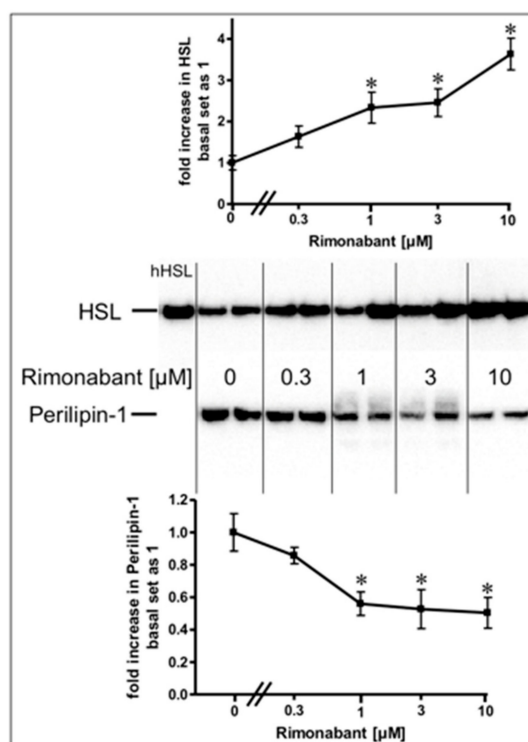 fold increase in HSL
basal set as 1
4
3
2
1
0
* * *
0 0.3 1 3 10
Rimonabant [µM]
hHSL
HSL
Rimonabant [µM] 0 0.3 1 3 10
Perilipin-1
fold increase in Perilipin-1
basal set as 1
1.2
1.0
0.8
0.6
0.4
0.2
0.0
* * *
0 0.3 1 3 10
Rimonabant [µM]